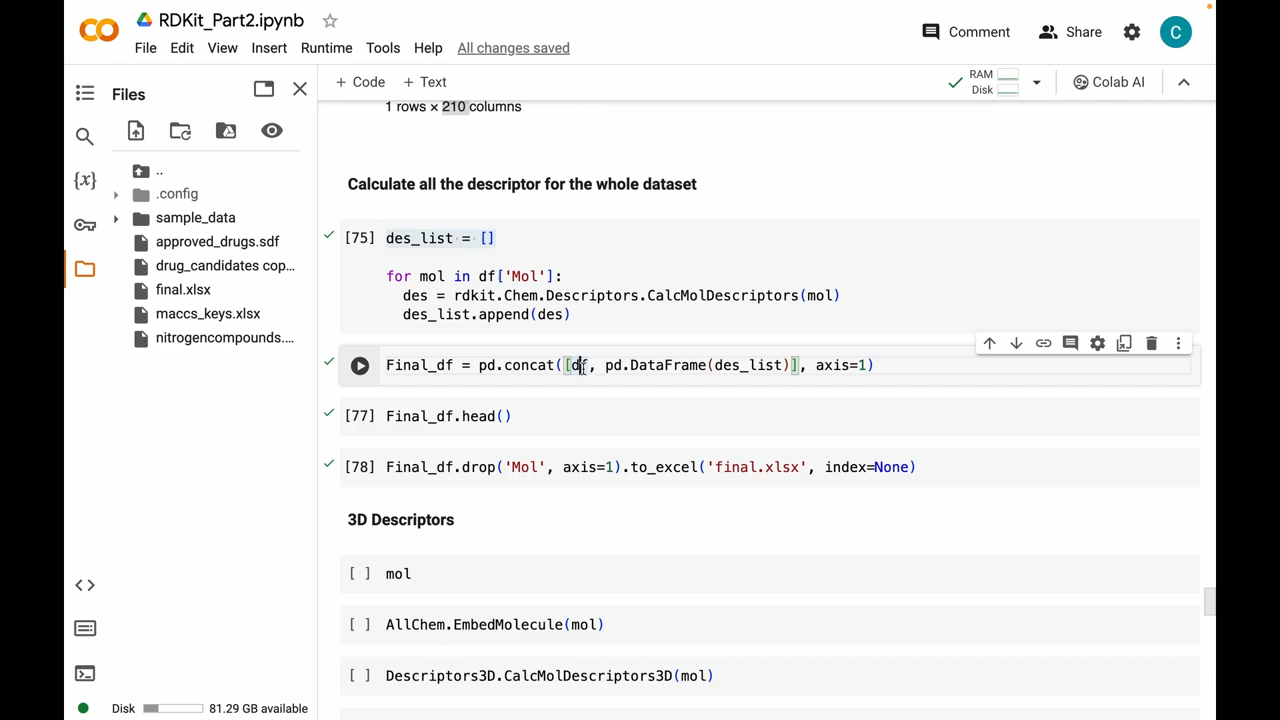 RDKit_Part2.ipynb
File Edit View Insert Runtime Tools Help All changes saved
Comment Share C
Files
+ Code + Text
RAM
Disk
Colab AI
1 rows × 210 columns
..
.config
sample_data
approved_drugs.sdf
drug_candidates cop...
final.xlsx
maccs_keys.xlsx
nitrogencompounds....
{x}
Calculate all the descriptor for the whole dataset
[75] des_list = []
for mol in df['Mol']:
des = rdkit.Chem.Descriptors.CalcMolDescriptors(mol)
des_list.append(des)
Final_df = pd.concat([df, pd.DataFrame(des_list)], axis=1)
[77] Final_df.head()
[78] Final_df.drop('Mol', axis=1).to_excel('final.xlsx', index=None)
3D Descriptors
[ ] mol
[ ] AllChem.EmbedMolecule(mol)
[ ] Descriptors3D.CalcMolDescriptors3D(mol)
Disk 81.29 GB available